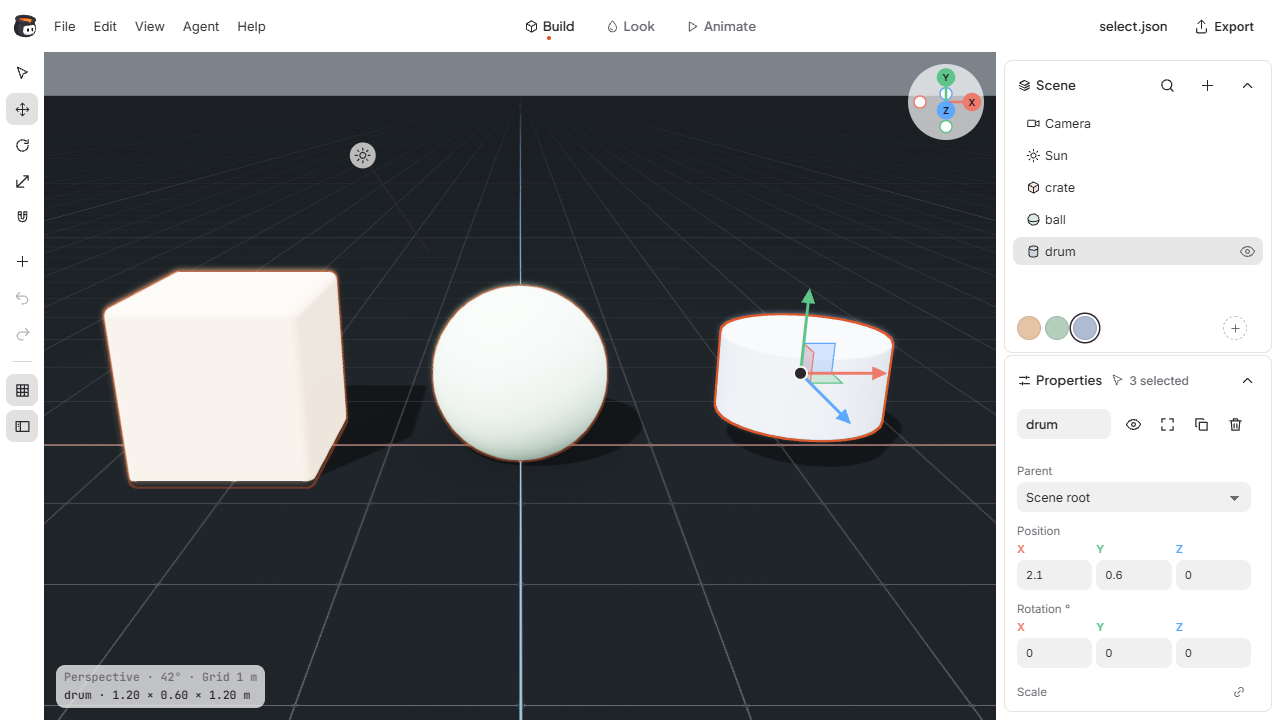 File Edit View Agent Help
Build Look Animate
select.json Export
Y
X
Z
Scene
Camera
Sun
crate
ball
drum
Properties 3 selected
drum
Parent
Scene root
Position
X Y Z
2.1 0.6 0
Rotation °
X Y Z
0 0 0
Scale
Perspective · 42° · Grid 1 m
drum · 1.20 × 0.60 × 1.20 m